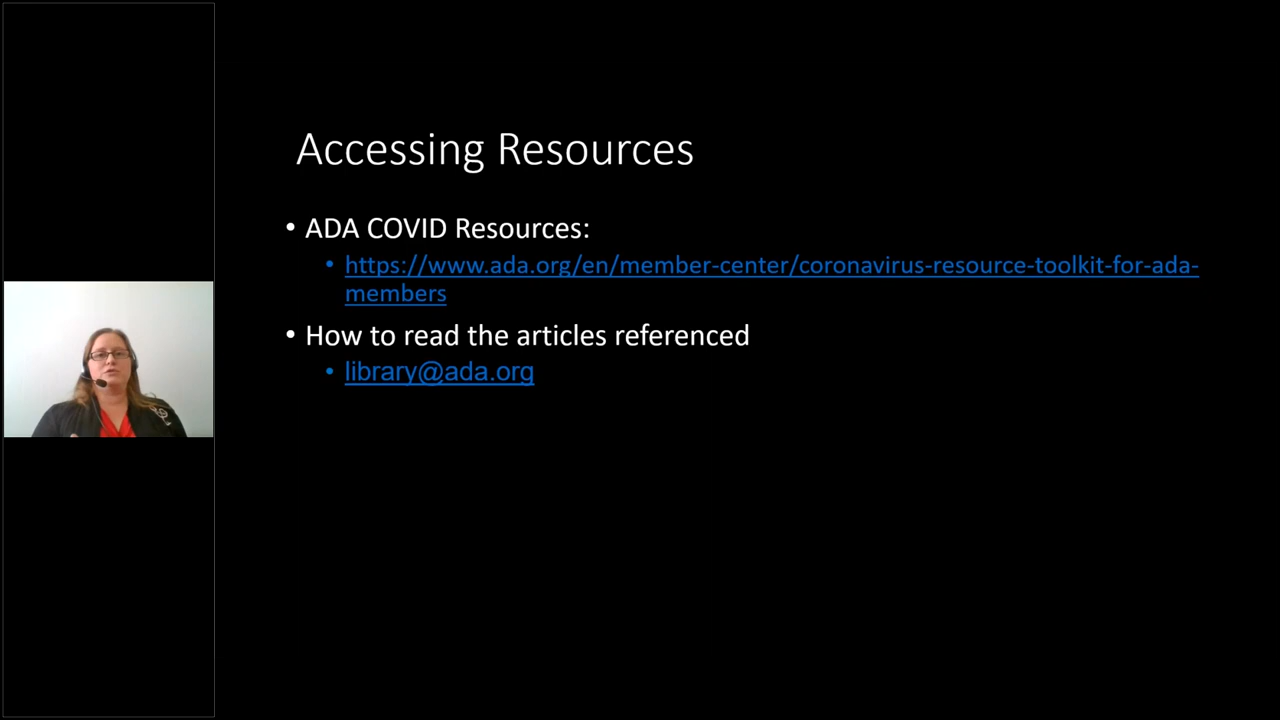 Accessing Resources
• ADA COVID Resources:
• https://www.ada.org/en/member-center/coronavirus-resource-toolkit-for-ada-
members
• How to read the articles referenced
• library@ada.org